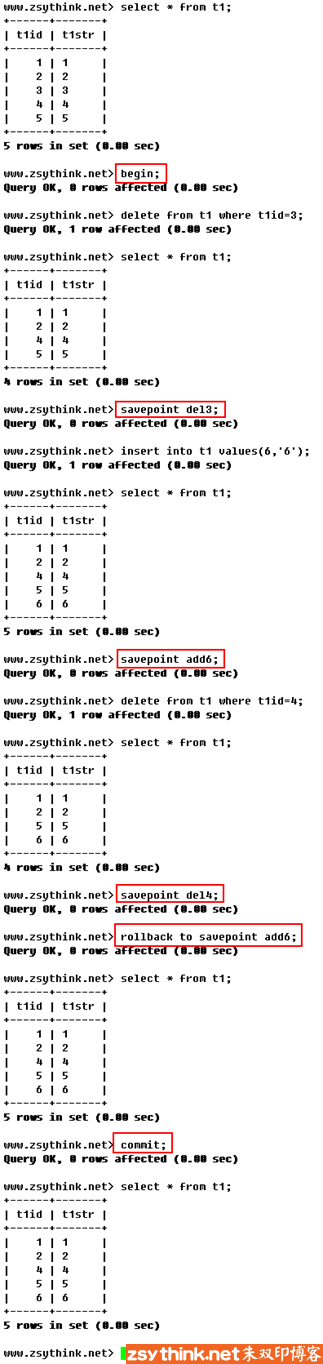 www.zsythink.net> select * from t1;
+------+-------+
| t1id | t1str |
+------+-------+
|    1 | 1     |
|    2 | 2     |
|    3 | 3     |
|    4 | 4     |
|    5 | 5     |
+------+-------+
5 rows in set (0.00 sec)
www.zsythink.net> begin;
Query OK, 0 rows affected (0.00 sec)
www.zsythink.net> delete from t1 where t1id=3;
Query OK, 1 row affected (0.00 sec)
www.zsythink.net> select * from t1;
+------+-------+
| t1id | t1str |
+------+-------+
|    1 | 1     |
|    2 | 2     |
|    4 | 4     |
|    5 | 5     |
+------+-------+
4 rows in set (0.00 sec)
www.zsythink.net> savepoint del3;
Query OK, 0 rows affected (0.00 sec)
www.zsythink.net> insert into t1 values(6,'6');
Query OK, 1 row affected (0.00 sec)
www.zsythink.net> select * from t1;
+------+-------+
| t1id | t1str |
+------+-------+
|    1 | 1     |
|    2 | 2     |
|    4 | 4     |
|    5 | 5     |
|    6 | 6     |
+------+-------+
5 rows in set (0.00 sec)
www.zsythink.net> savepoint add6;
Query OK, 0 rows affected (0.00 sec)
www.zsythink.net> delete from t1 where t1id=4;
Query OK, 1 row affected (0.00 sec)
www.zsythink.net> select * from t1;
+------+-------+
| t1id | t1str |
+------+-------+
|    1 | 1     |
|    2 | 2     |
|    5 | 5     |
|    6 | 6     |
+------+-------+
4 rows in set (0.00 sec)
www.zsythink.net> savepoint del4;
Query OK, 0 rows affected (0.00 sec)
www.zsythink.net> rollback to savepoint add6;
Query OK, 0 rows affected (0.00 sec)
www.zsythink.net> select * from t1;
+------+-------+
| t1id | t1str |
+------+-------+
|    1 | 1     |
|    2 | 2     |
|    4 | 4     |
|    5 | 5     |
|    6 | 6     |
+------+-------+
5 rows in set (0.00 sec)
www.zsythink.net> commit;
Query OK, 0 rows affected (0.00 sec)
www.zsythink.net> select * from t1;
+------+-------+
| t1id | t1str |
+------+-------+
|    1 | 1     |
|    2 | 2     |
|    4 | 4     |
|    5 | 5     |
|    6 | 6     |
+------+-------+
5 rows in set (0.00 sec)
www.zsythink.net> zsythink.net朱双印博客